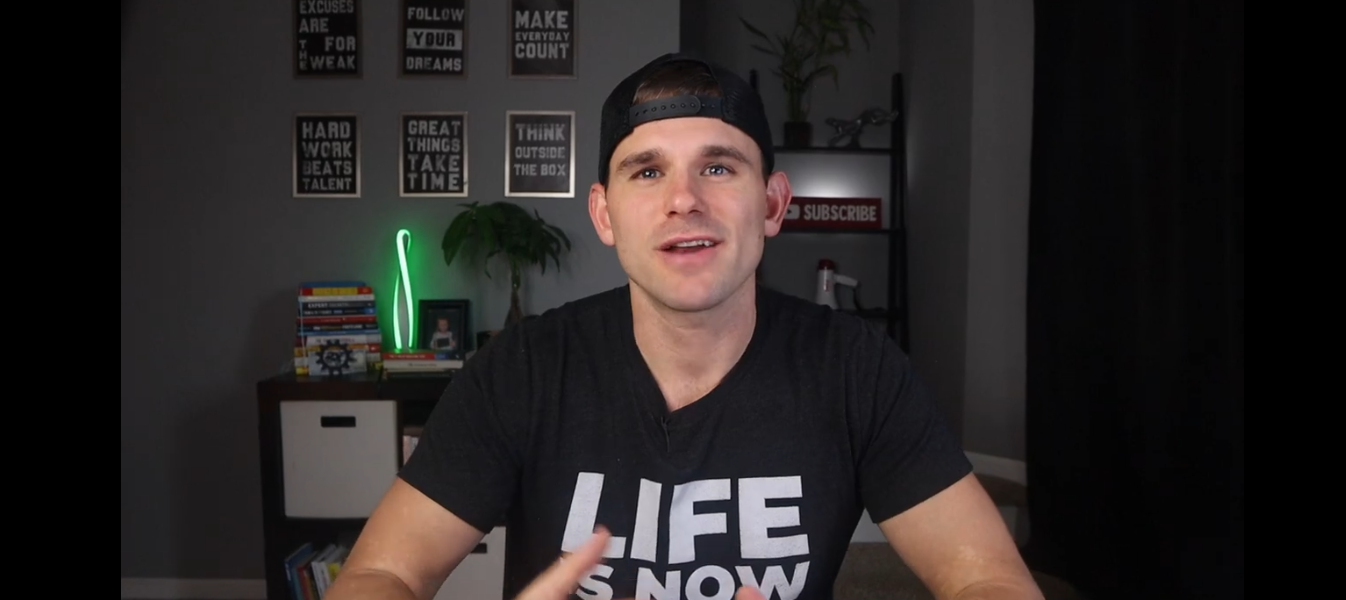 EXCUSES
ARE
THE FOR
WEAK
FOLLOW
YOUR
DREAMS
MAKE
EVERYDAY
COUNT
HARD
WORK
BEATS
TALENT
GREAT
THINGS
TAKE
TIME
THINK
OUTSIDE
THE BOX
SUBSCRIBE
LIFE
IS NOW